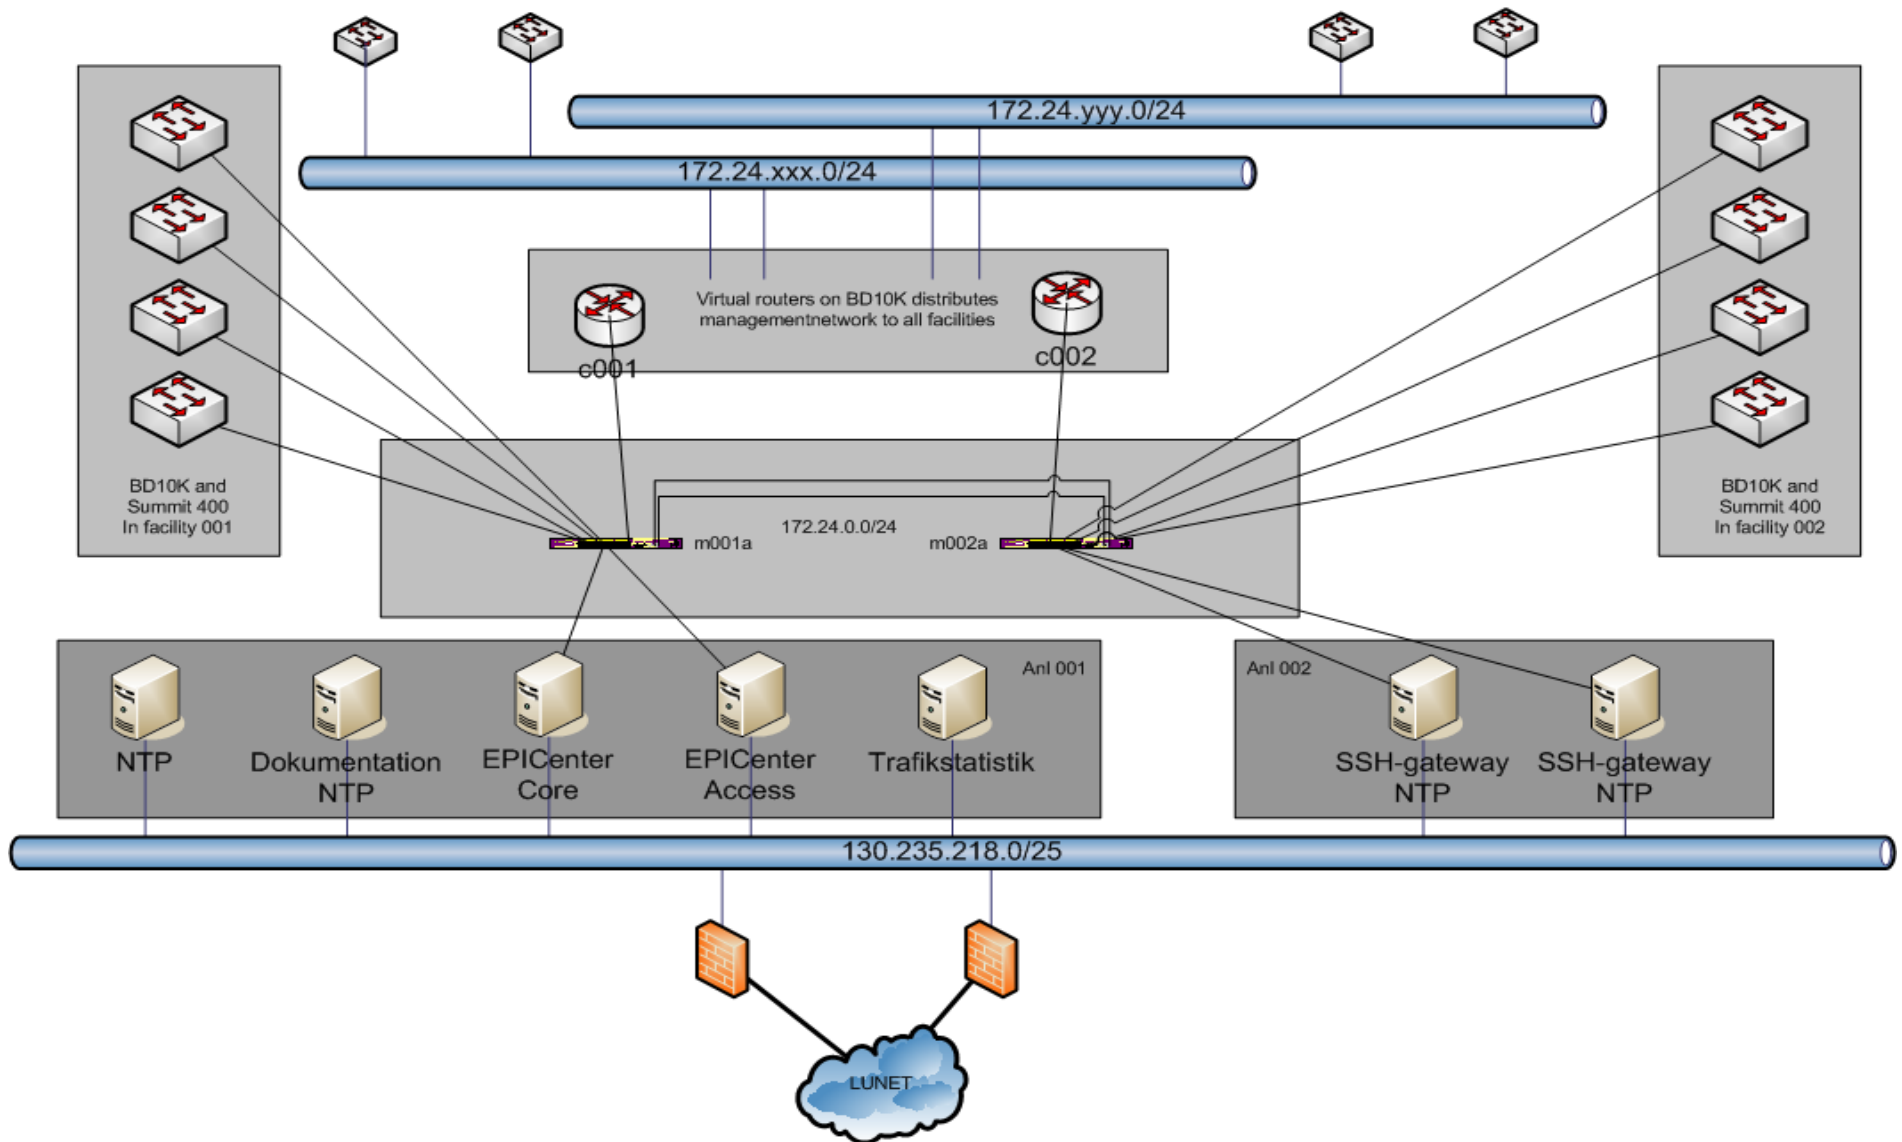 172.24.yyy.0/24
172.24.xxx.0/24
Virtual routers on BD10K distributes
managementnetwork to all facilities
c001
c002
BD10K and
Summit 400
In facility 001
BD10K and
Summit 400
In facility 002
172.24.0.0/24
m001a
m002a
Anl 001
NTP
Dokumentation
NTP
EPICenter
Core
EPICenter
Access
Trafikstatistik
Anl 002
SSH-gateway
NTP
SSH-gateway
NTP
130.235.218.0/25
LUNET